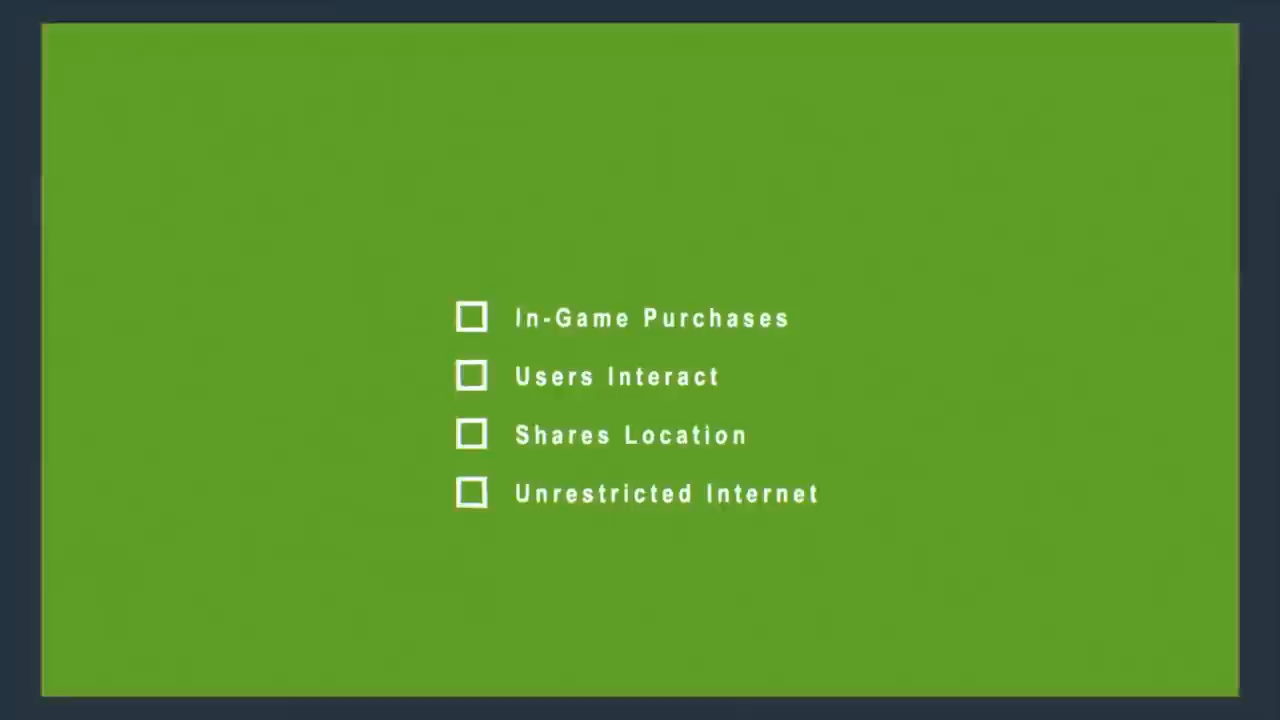 In-Game Purchases
Users Interact
Shares Location
Unrestricted Internet